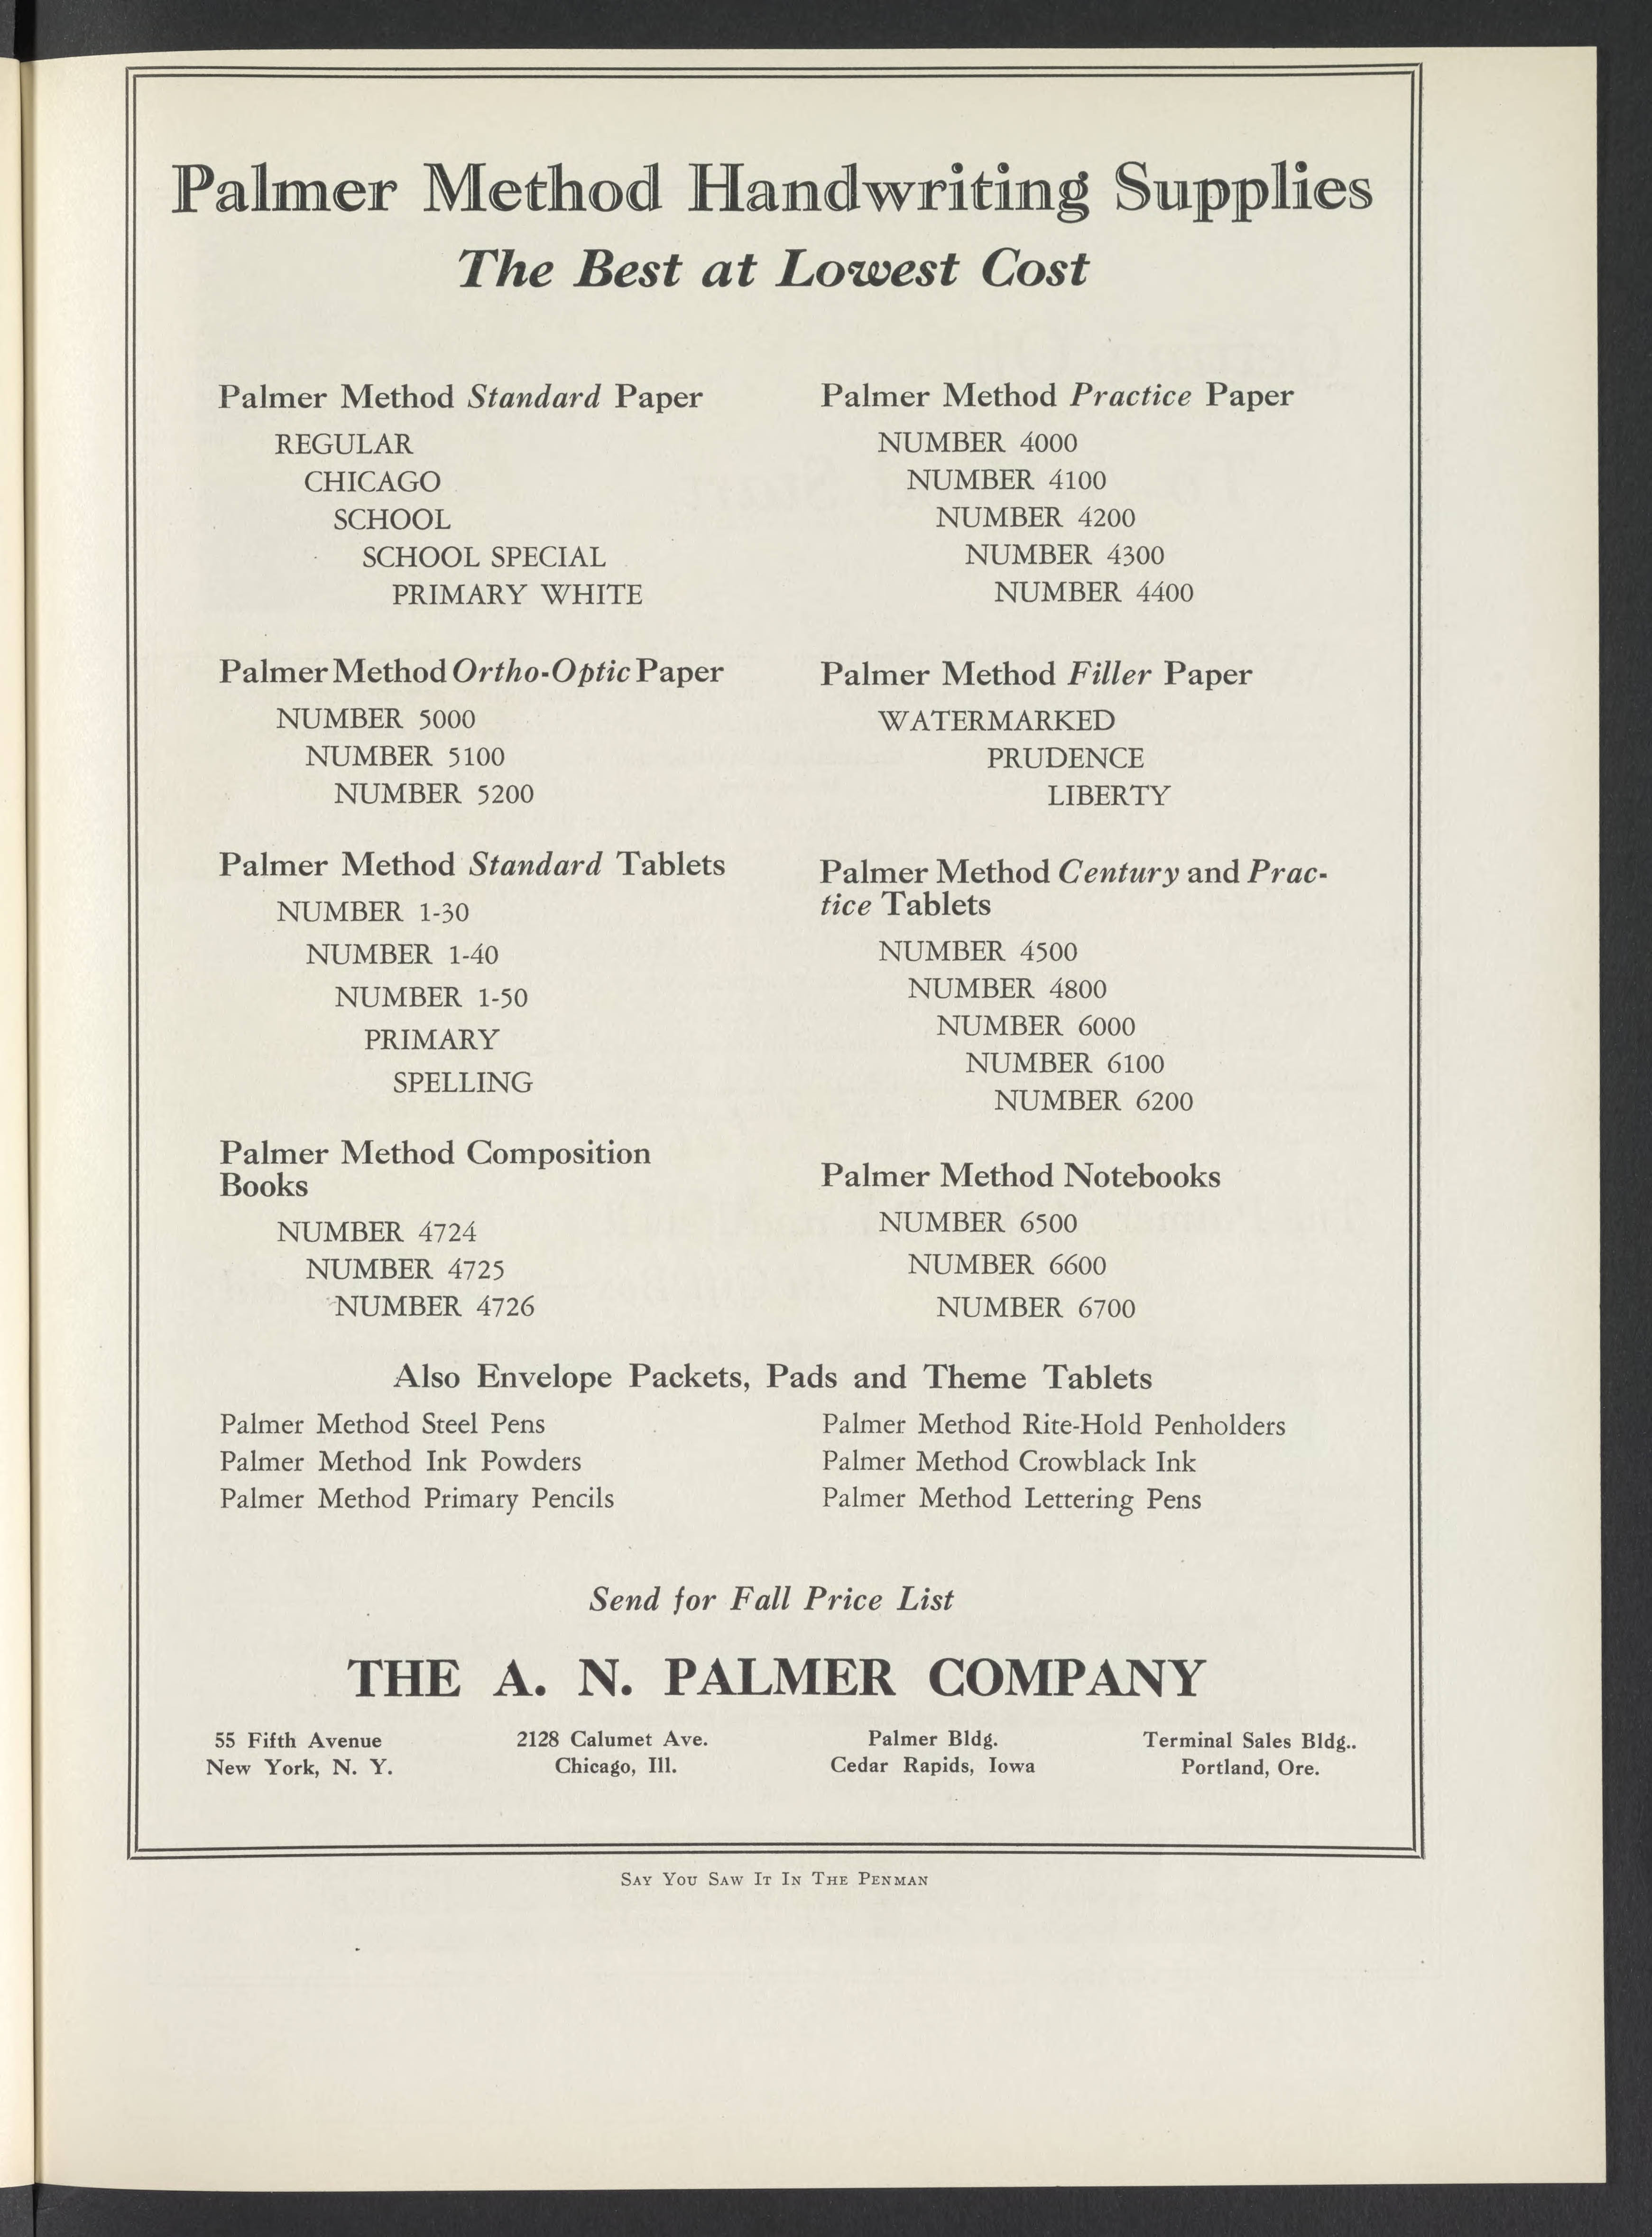 Palmer Method Handwriting Supplies
The Best at Lowest Cost
Palmer Method Standard Paper
REGULAR
CHICAGO
SCHOOL
SCHOOL SPECIAL
PRIMARY WHITE
Palmer Method Ortho-Optic Paper
NUMBER 5000
NUMBER 5100
NUMBER 5200
Palmer Method Standard Tablets
NUMBER 1-30
NUMBER 1-40
NUMBER 1-50
PRIMARY
SPELLING
Palmer Method Composition
Books
NUMBER 4724
NUMBER 4725
NUMBER 4726
Palmer Method Practice Paper
NUMBER 4000
NUMBER 4100
NUMBER 4200
NUMBER 4300
NUMBER 4400
Palmer Method Filler Paper
WATERMARKED
PRUDENCE
LIBERTY
Palmer Method Century and Prac-
tice Tablets
NUMBER 4500
NUMBER 4800
NUMBER 6000
NUMBER 6100
NUMBER 6200
Palmer Method Notebooks
NUMBER 6500
NUMBER 6600
NUMBER 6700
Also Envelope Packets, Pads and Theme Tablets
Palmer Method Steel Pens
Palmer Method Ink Powders
Palmer Method Primary Pencils
Palmer Method Rite-Hold Penholders
Palmer Method Crowblack Ink
Palmer Method Lettering Pens
Send for Fall Price List
THE A. N. PALMER COMPANY
55 Fifth Avenue
New York, N. Y.
2128 Calumet Ave.
Chicago, Ill.
Palmer Bldg.
Cedar Rapids, Iowa
Terminal Sales Bldg..
Portland, Ore.
SAY YOU SAW IT IN THE PENMAN